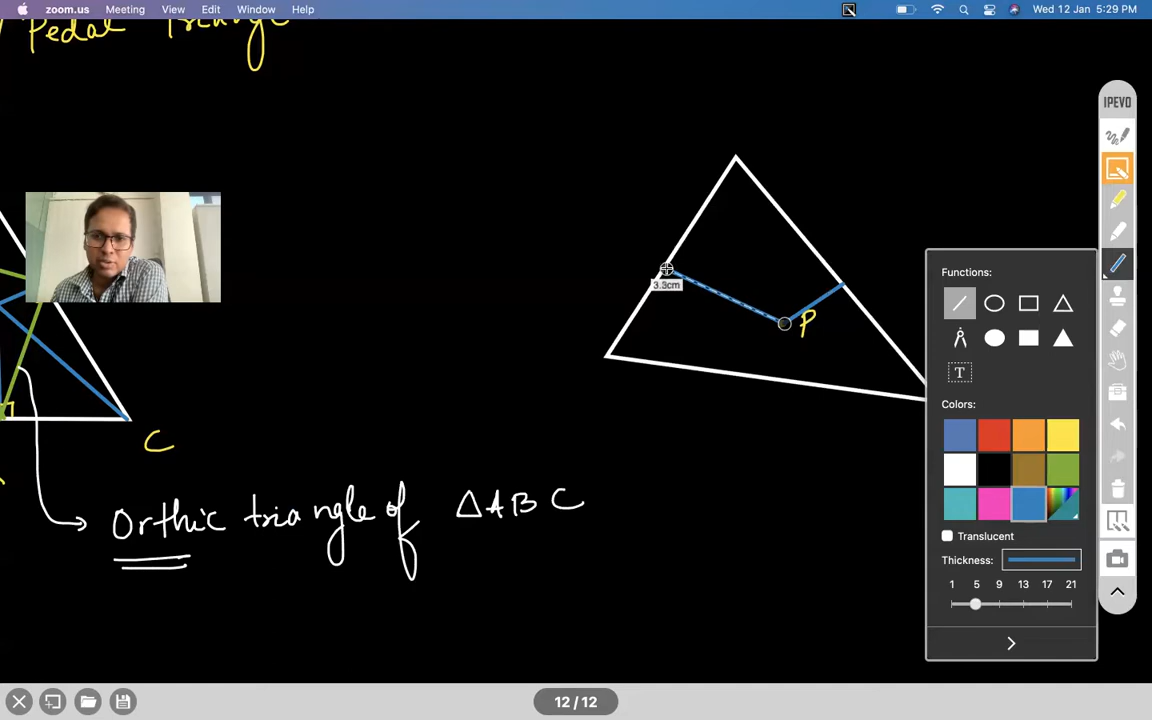 zoom.us Meeting View Edit Window Help Wed 12 Jan 5:29 PM
Pedal Triangle
IPEVO
Functions:
3.3cm
P
T
Colors:
C
Orthic triangle of △ABC
Translucent
Thickness:
1 5 9 13 17 21
12 / 12